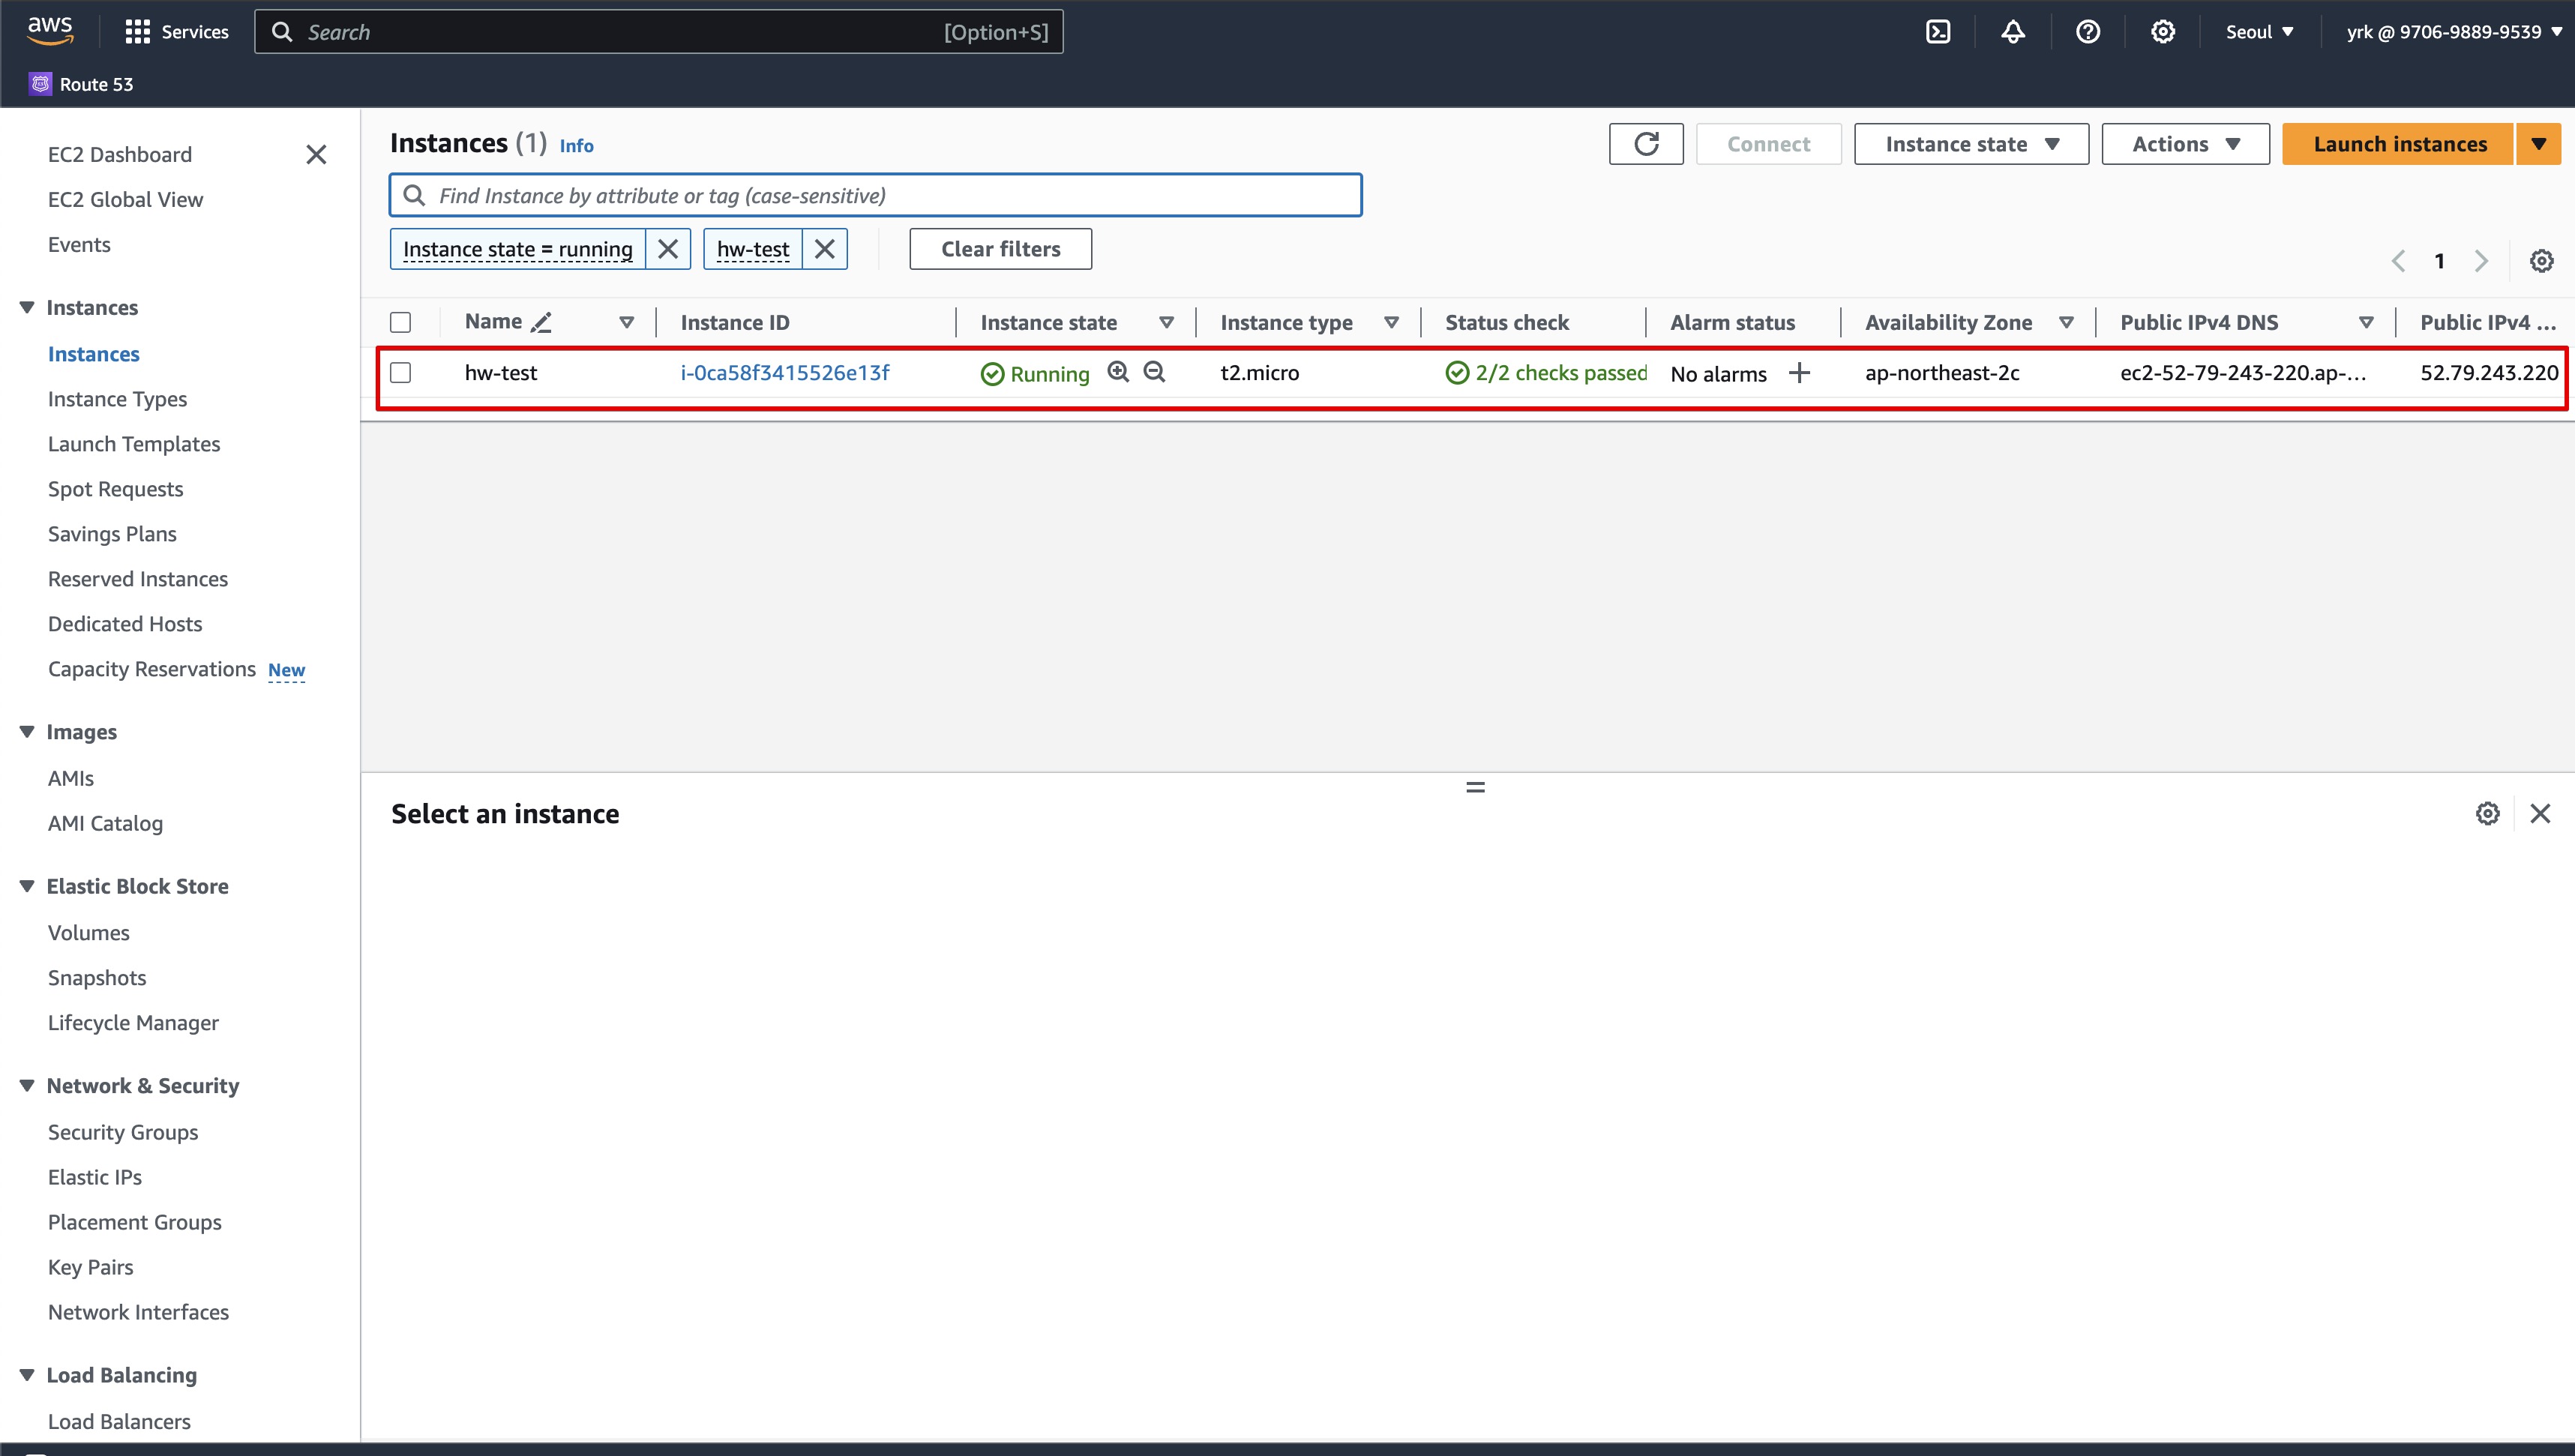 aws Services Search [Option+S] Seoul yrk @ 9706-9889-9539
Route 53
EC2 Dashboard
EC2 Global View
Events
Instances
Instances
Instance Types
Launch Templates
Spot Requests
Savings Plans
Reserved Instances
Dedicated Hosts
Capacity Reservations New
Images
AMIs
AMI Catalog
Elastic Block Store
Volumes
Snapshots
Lifecycle Manager
Network & Security
Security Groups
Elastic IPs
Placement Groups
Key Pairs
Network Interfaces
Load Balancing
Load Balancers
Instances (1) Info Connect Instance state Actions Launch instances
Find Instance by attribute or tag (case-sensitive)
Instance state = running hw-test Clear filters
1
Name Instance ID Instance state Instance type Status check Alarm status Availability Zone Public IPv4 DNS Public IPv4 ...
hw-test i-0ca58f3415526e13f Running t2.micro 2/2 checks passed No alarms ap-northeast-2c ec2-52-79-243-220.ap-... 52.79.243.220
Select an instance